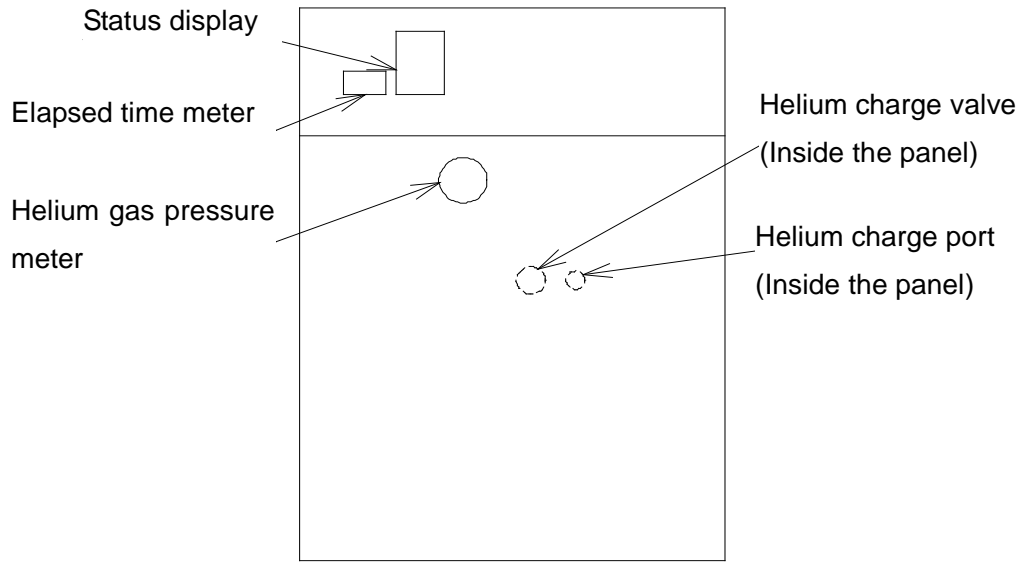 Status display
Elapsed time meter
Helium gas pressure
meter
Helium charge valve
(Inside the panel)
Helium charge port
(Inside the panel)